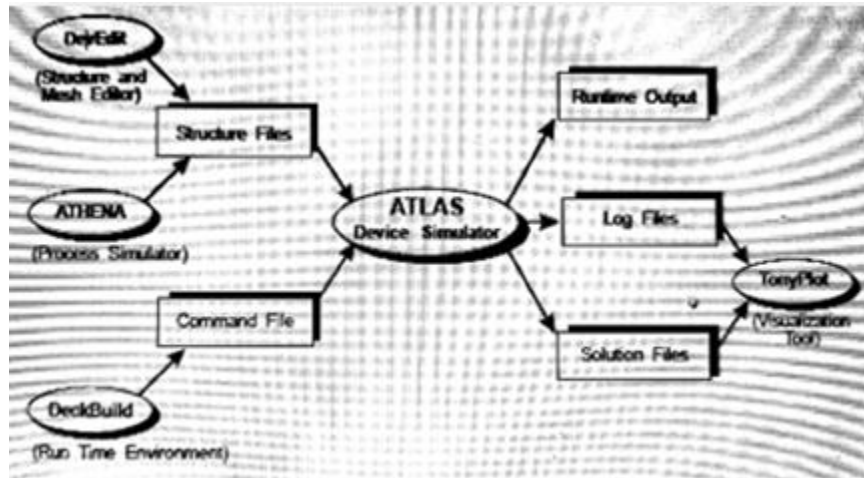 DevEdit
(Structure and
Mesh Editor)
Structure Files
ATHENA
(Process Simulator)
Command File
DeckBuild
(Run Time Environment)
ATLAS
Device Simulator
Runtime Output
Log Files
Solution Files
TonyPlot
(Visualization
Tool)